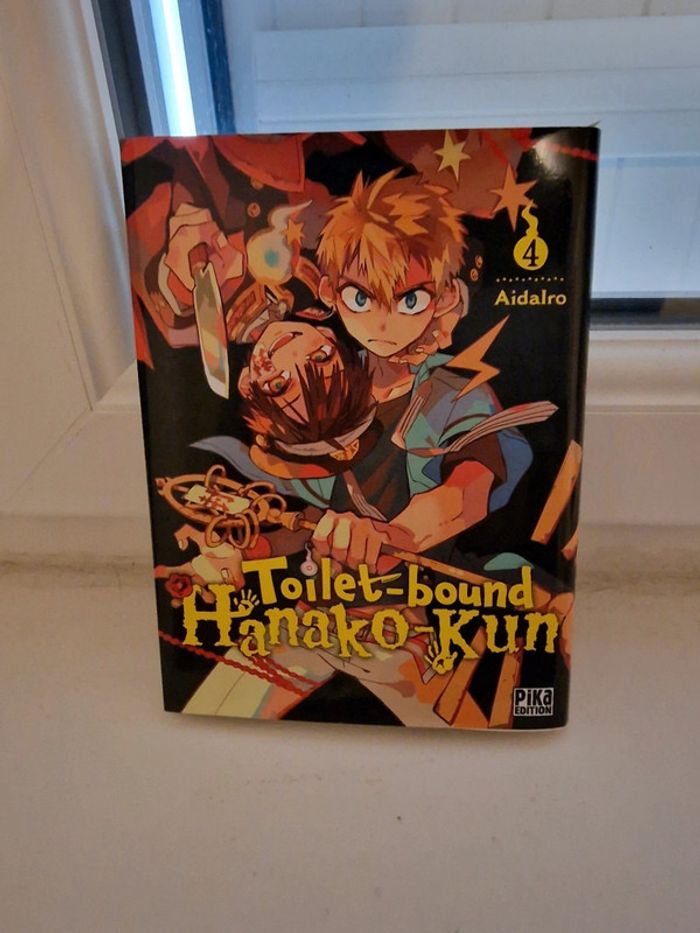 4
AidaIro
Toilet-bound
Hanako-Kun
PIKA
EDITION